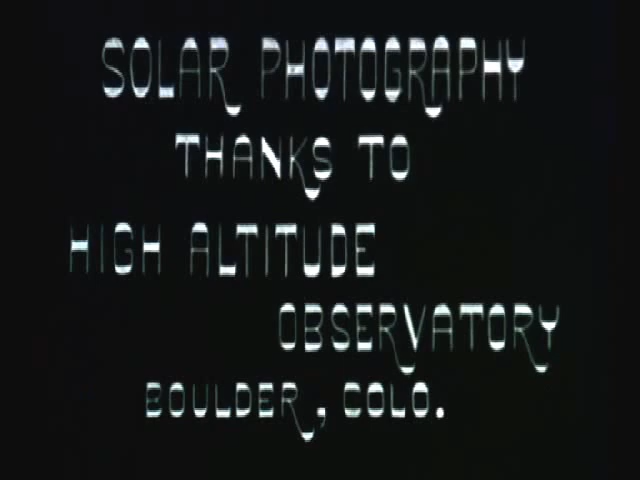 SOLAR PHOTOGRAPHY
THANKS TO
HIGH ALTITUDE
OBSERVATORY
BOULDER, COLO.